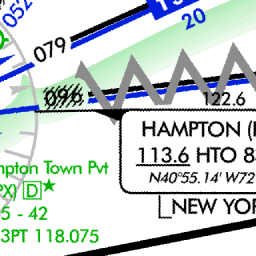 052
079
20
096
122.6
HAMPTON (
113.6 HTO 8
N40°55.14' W72
NEW YOR
mpton Town Pvt
PX) D★
5 - 42
3PT 118.075